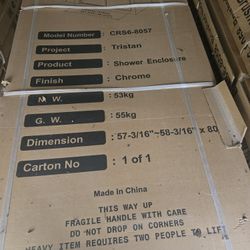 Model Number : CRS6-8057
Project : Tristan
Product : Shower Enclosure
Finish : Chrome
N. W. : 53kg
G. W. : 55kg
Dimension : 57-3/16"~58-3/16" x 80
Carton No : 1 of 1
Made In China
THIS WAY UP
FRAGILE HANDLE WITH CARE
DO NOT DROP ON CORNERS
HEAVY ITEM REQUIRES TWO PEOPLE TO LIF